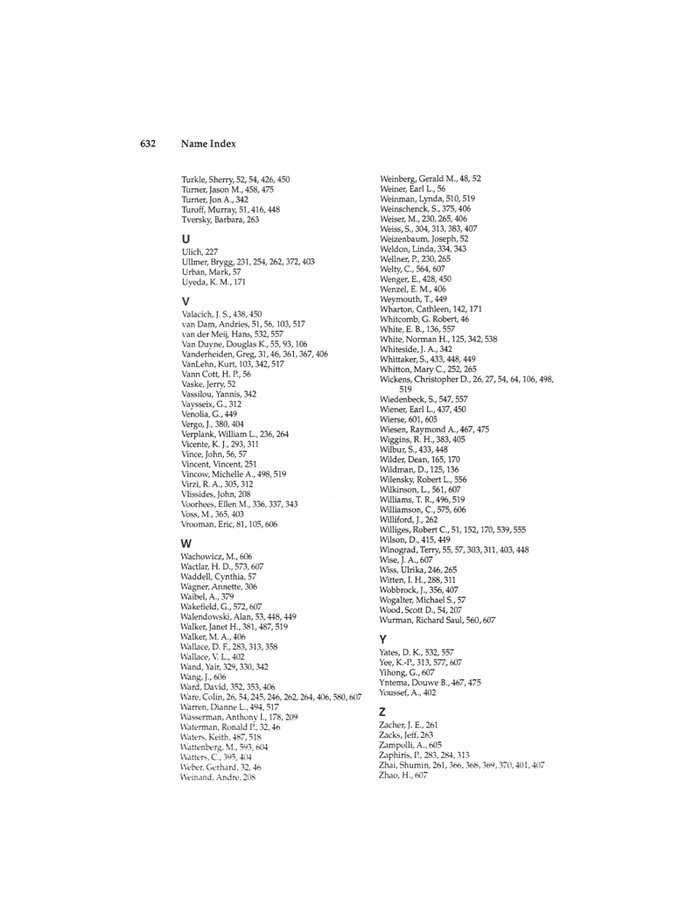 632 Name Index
Turkle, Sherry, 52, 54, 426, 450
Turner, Jason M., 458, 475
Turner, Jon A., 342
Turoff, Murray, 51, 416, 448
Tversky, Barbara, 263
U
Ulich, 227
Ullmer, Brygg, 231, 254, 262, 372, 403
Urban, Mark, 57
Uyeda, K. M., 171
V
Valacich, J. S., 438, 450
van Dam, Andries, 51, 56, 103, 517
van der Meij, Hans, 532, 557
Van Duyne, Douglas K., 55, 93, 106
Vanderheiden, Greg, 31, 46, 361, 367, 406
VanLehn, Kurt, 103, 342, 517
Vann Cott, H. P., 56
Vaske, Jerry, 52
Vassilou, Yannis, 342
Vaysseix, G., 312
Venolia, G., 449
Vergo, J., 380, 404
Verplank, William L., 236, 264
Vicente, K. J., 293, 311
Vince, John, 56, 57
Vincent, Vincent, 251
Vincow, Michelle A., 498, 519
Virzi, R. A., 305, 312
Vlissides, John, 208
Voorhees, Ellen M., 336, 337, 343
Voss, M., 365, 403
Vrooman, Eric, 81, 105, 606
W
Wachowicz, M., 606
Wactlar, H. D., 573, 607
Waddell, Cynthia, 57
Wagner, Annette, 306
Waibel, A., 379
Wakefield, G., 572, 607
Walendowski, Alan, 53, 448, 449
Walker, Janet H., 381, 487, 519
Walker, M. A., 406
Wallace, D. F., 283, 313, 358
Wallace, V. L., 402
Wand, Yair, 329, 330, 342
Wang, J., 606
Ward, David, 352, 353, 406
Ware, Colin, 26, 54, 245, 246, 262, 264, 406, 580, 607
Warren, Dianne L., 494, 517
Wasserman, Anthony I., 178, 209
Waterman, Ronald P., 32, 46
Waters, Keith, 487, 518
Wattenberg, M., 593, 604
Watters, C., 395, 404
Weber, Gerhard, 32, 46
Weinand, Andre, 208
Weinberg, Gerald M., 48, 52
Weiner, Earl L., 56
Weinman, Lynda, 510, 519
Weinschenck, S., 375, 406
Weiser, M., 230, 265, 406
Weiss, S., 304, 313, 383, 407
Weizenbaum, Joseph, 52
Weldon, Linda, 334, 343
Wellner, P., 230, 265
Welty, C., 564, 607
Wenger, E., 428, 450
Wenzel, E. M., 406
Weymouth, T., 449
Wharton, Cathleen, 142, 171
Whitcomb, G. Robert, 46
White, E. B., 136, 557
White, Norman H., 125, 342, 538
Whiteside, J. A., 342
Whittaker, S., 433, 448, 449
Whitton, Mary C., 252, 265
Wickens, Christopher D., 26, 27, 54, 64, 106, 498,
519
Wiedenbeck, S., 547, 557
Wiener, Earl L., 437, 450
Wierse, 601, 605
Wiesen, Raymond A., 467, 475
Wiggins, R. H., 383, 405
Wilbur, S., 433, 448
Wilder, Dean, 165, 170
Wildman, D., 125, 136
Wilensky, Robert L., 556
Wilkinson, L., 561, 607
Williams, T. R., 496, 519
Williamson, C., 575, 606
Williford, J., 262
Williges, Robert C., 51, 152, 170, 539, 555
Wilson, D., 415, 449
Winograd, Terry, 55, 57, 303, 311, 403, 448
Wise, J. A., 607
Wiss, Ulrika, 246, 265
Witten, I. H., 288, 311
Wobbrock, J., 356, 407
Wogalter, Michael S., 57
Wood, Scott D., 54, 207
Wurman, Richard Saul, 560, 607
Y
Yates, D. K., 532, 557
Yee, K.-P., 313, 577, 607
Yihong, G., 607
Yntema, Douwe B., 467, 475
Youssef, A., 402
Z
Zacher, J. E., 261
Zacks, Jeff, 263
Zampolli, A., 605
Zaphiris, P., 283, 284, 313
Zhai, Shumin, 261, 366, 368, 369, 370, 401, 407
Zhao, H., 607